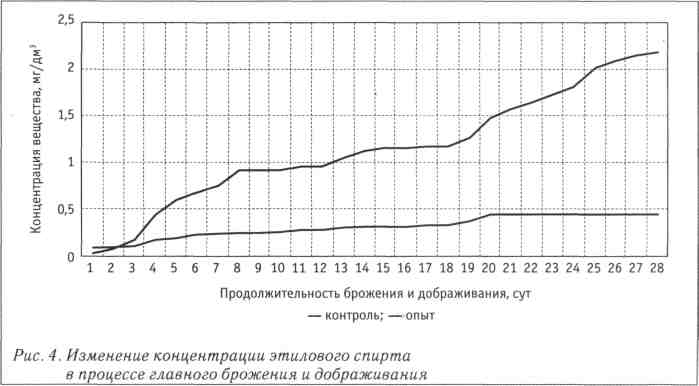 Концентрация вещества, мг/дм³
2,5
2
1,5
1
0,5
0
1 2 3 4 5 6 7 8 9 10 11 12 13 14 15 16 17 18 19 20 21 22 23 24 25 26 27 28
Продолжительность брожения и дображивания, сут
— контроль; — опыт
Рис. 4. Изменение концентрации этилового спирта
в процессе главного брожения и дображивания